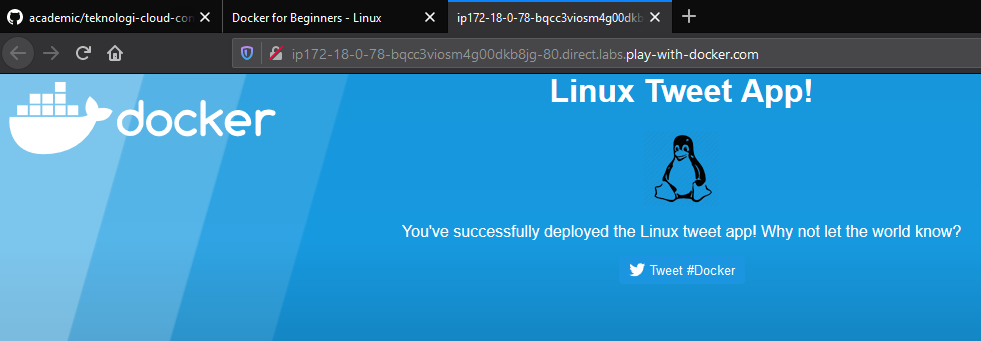 academic/teknologi-cloud-con
Docker for Beginners - Linux
ip172-18-0-78-bqcc3viosm4g00dkb
ip172-18-0-78-bqcc3viosm4g00dkb8jg-80.direct.labs.play-with-docker.com
docker
Linux Tweet App!
You've successfully deployed the Linux tweet app! Why not let the world know?
Tweet #Docker